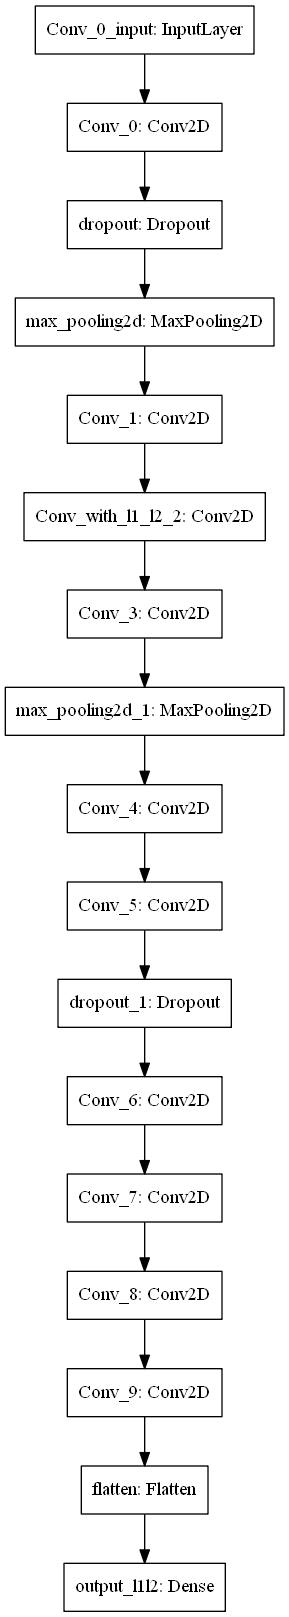 Conv_0_input: InputLayer
Conv_0: Conv2D
dropout: Dropout
max_pooling2d: MaxPooling2D
Conv_1: Conv2D
Conv_with_l1_l2_2: Conv2D
Conv_3: Conv2D
max_pooling2d_1: MaxPooling2D
Conv_4: Conv2D
Conv_5: Conv2D
dropout_1: Dropout
Conv_6: Conv2D
Conv_7: Conv2D
Conv_8: Conv2D
Conv_9: Conv2D
flatten: Flatten
output_l1l2: Dense